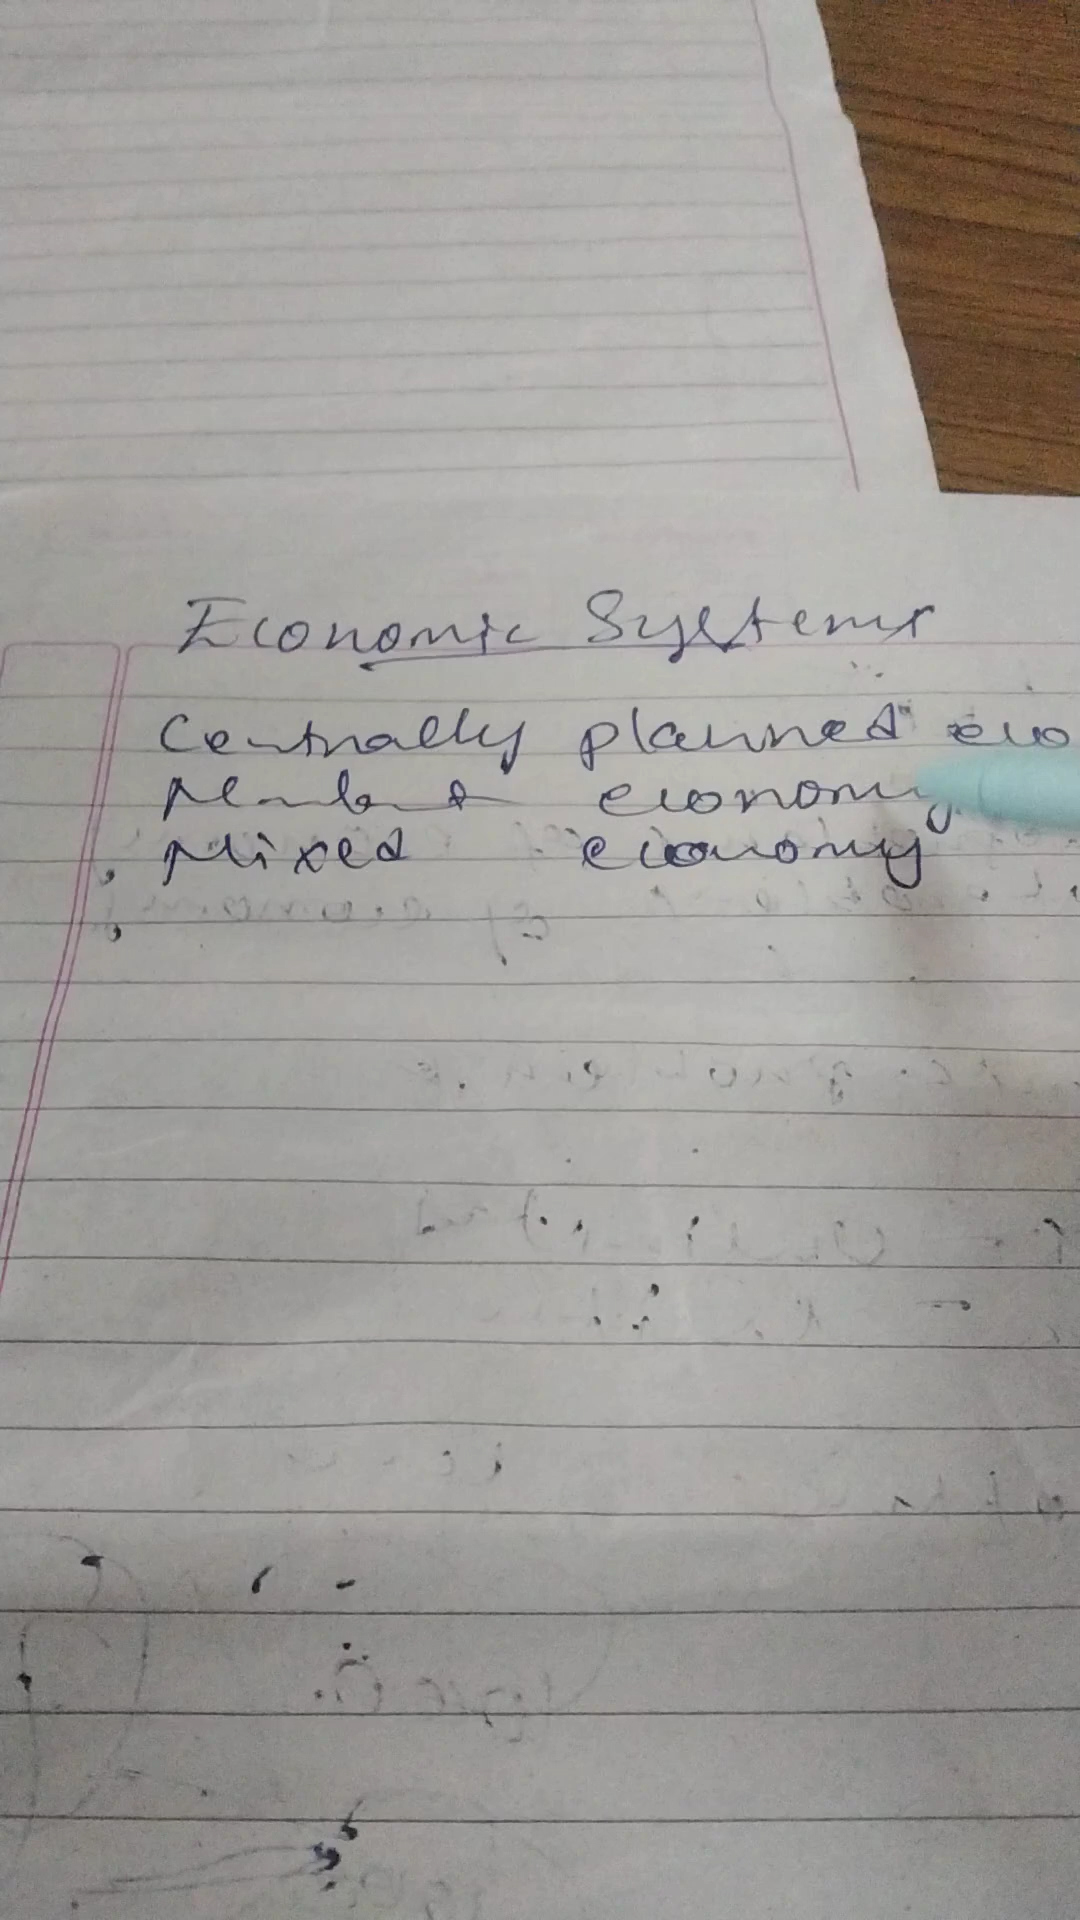 Economic Systems
Centrally planned eco
Market economy
Mixed economy